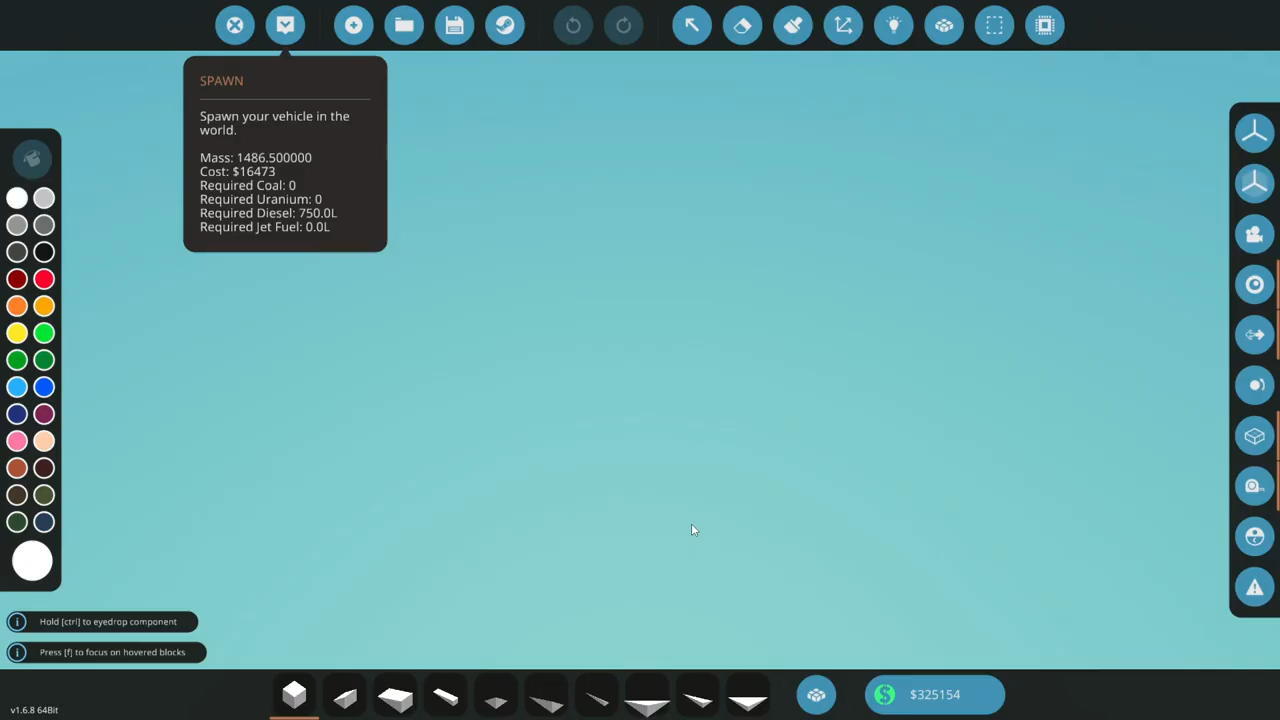 SPAWN
Spawn your vehicle in the
world.
Mass: 1486.500000
Cost: $16473
Required Coal: 0
Required Uranium: 0
Required Diesel: 750.0L
Required Jet Fuel: 0.0L
Hold [ctrl] to eyedrop component
Press [f] to focus on hovered blocks
v1.6.8 64Bit
$325154